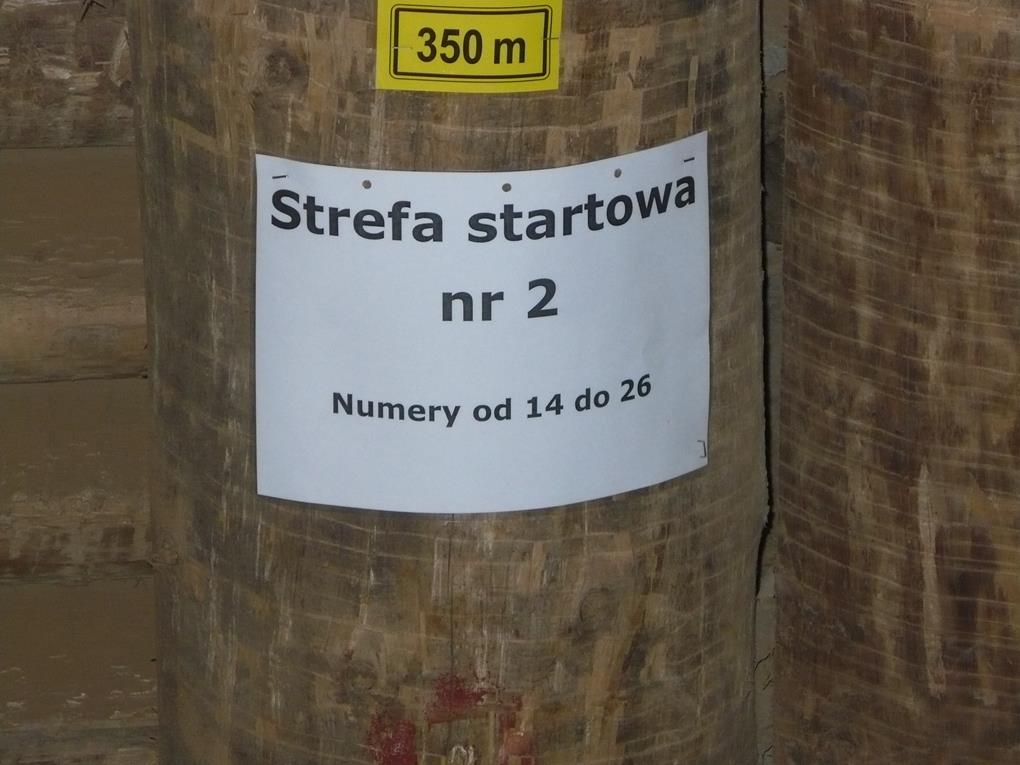 350 m
Strefa startowa
nr 2
Numery od 14 do 26